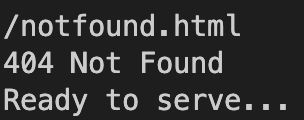 /notfound.html
404 Not Found
Ready to serve...